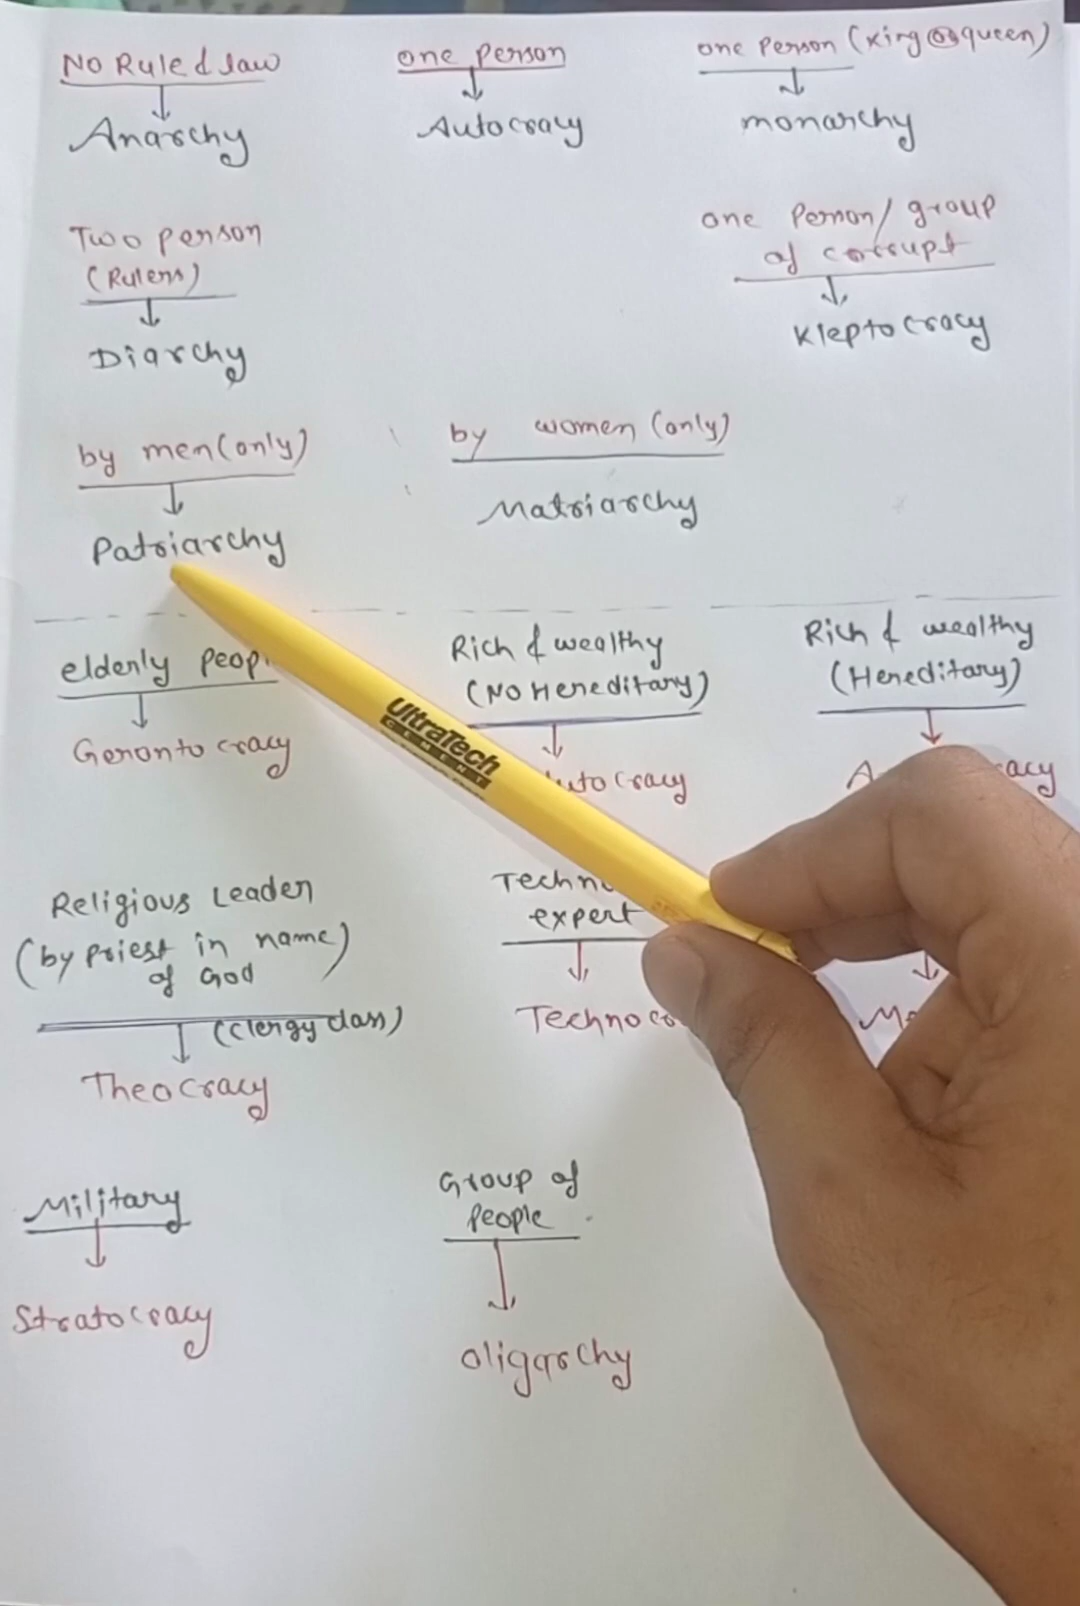 No Rule & law
Anarchy
one person
Autocracy
one person (king or queen)
monarchy
Two person
(Rulers)
Diarchy
one Person/group
of corrupt
Kleptocracy
by men (only)
Patriarchy
by women (only)
Matriarchy
elderly
Gerontocracy
Rich & wealthy
(No Hereditary)
Rich & wealthy
(Hereditary)
UltraTech
CEMENT
Religious Leader
(by priest in name)
of God
(clergy class)
Theocracy
expert
Military
Stratocracy
Group of
People
oligarchy